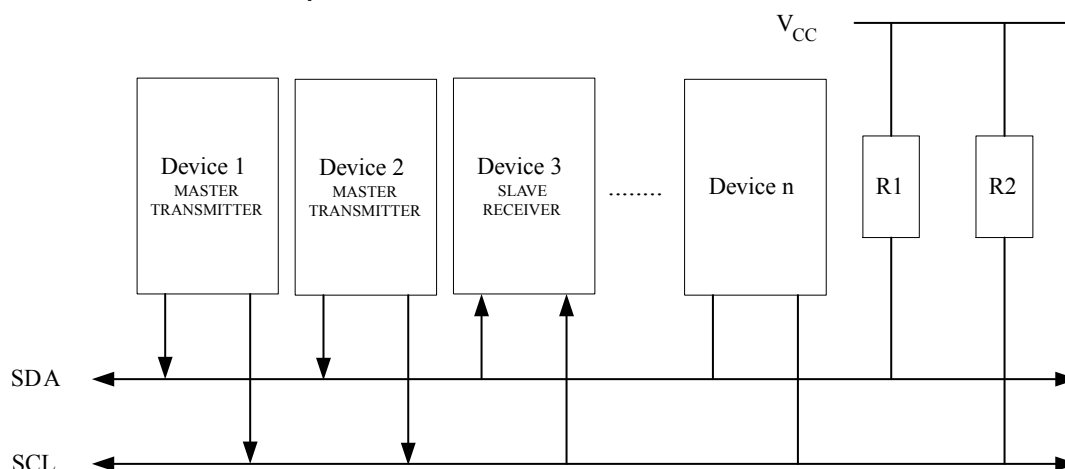 VCC
Device 1
MASTER
TRANSMITTER
Device 2
MASTER
TRANSMITTER
Device 3
SLAVE
RECEIVER
........
Device n
R1
R2
SDA
SCL